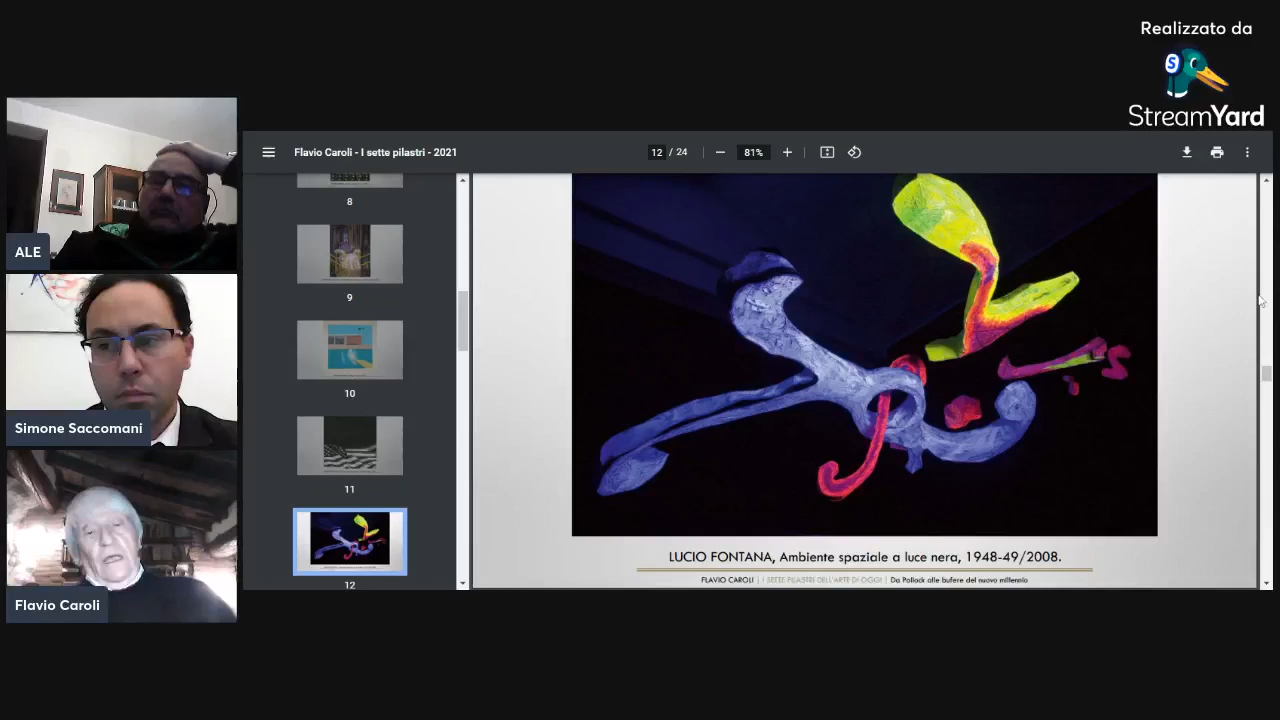 Realizzato da
StreamYard
Flavio Caroli - I sette pilastri - 2021
12 / 24
81%
8
9
10
11
12
ALE
Simone Saccomani
Flavio Caroli
LUCIO FONTANA, Ambiente spaziale a luce nera, 1948-49/2008.
FLAVIO CAROLI | I SETTE PILASTRI DELL'ARTE DI OGGI | Da Pollock alle bufere del nuovo millennio